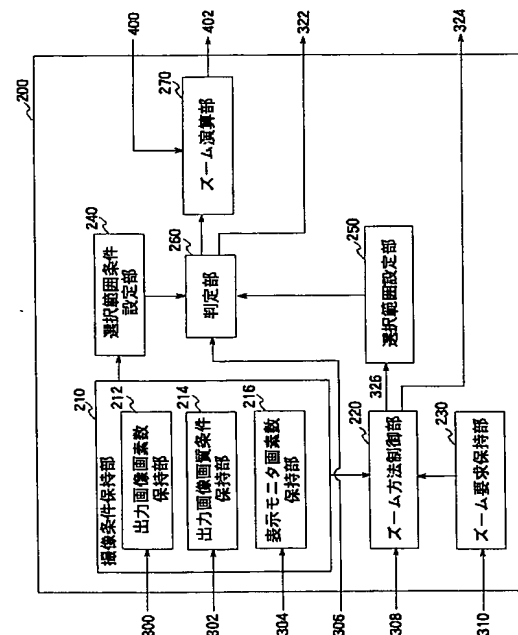 200
210
撮像条件保持部
212
出力画像画素数
保持部
214
出力画像画質条件
保持部
216
表示モニタ画素数
保持部
220
ズーム方法制御部
230
ズーム要求保持部
240
選択範囲条件
設定部
260
判定部
250
選択範囲設定部
326
270
ズーム演算部
300
302
304
306
308
310
400
402
322
324